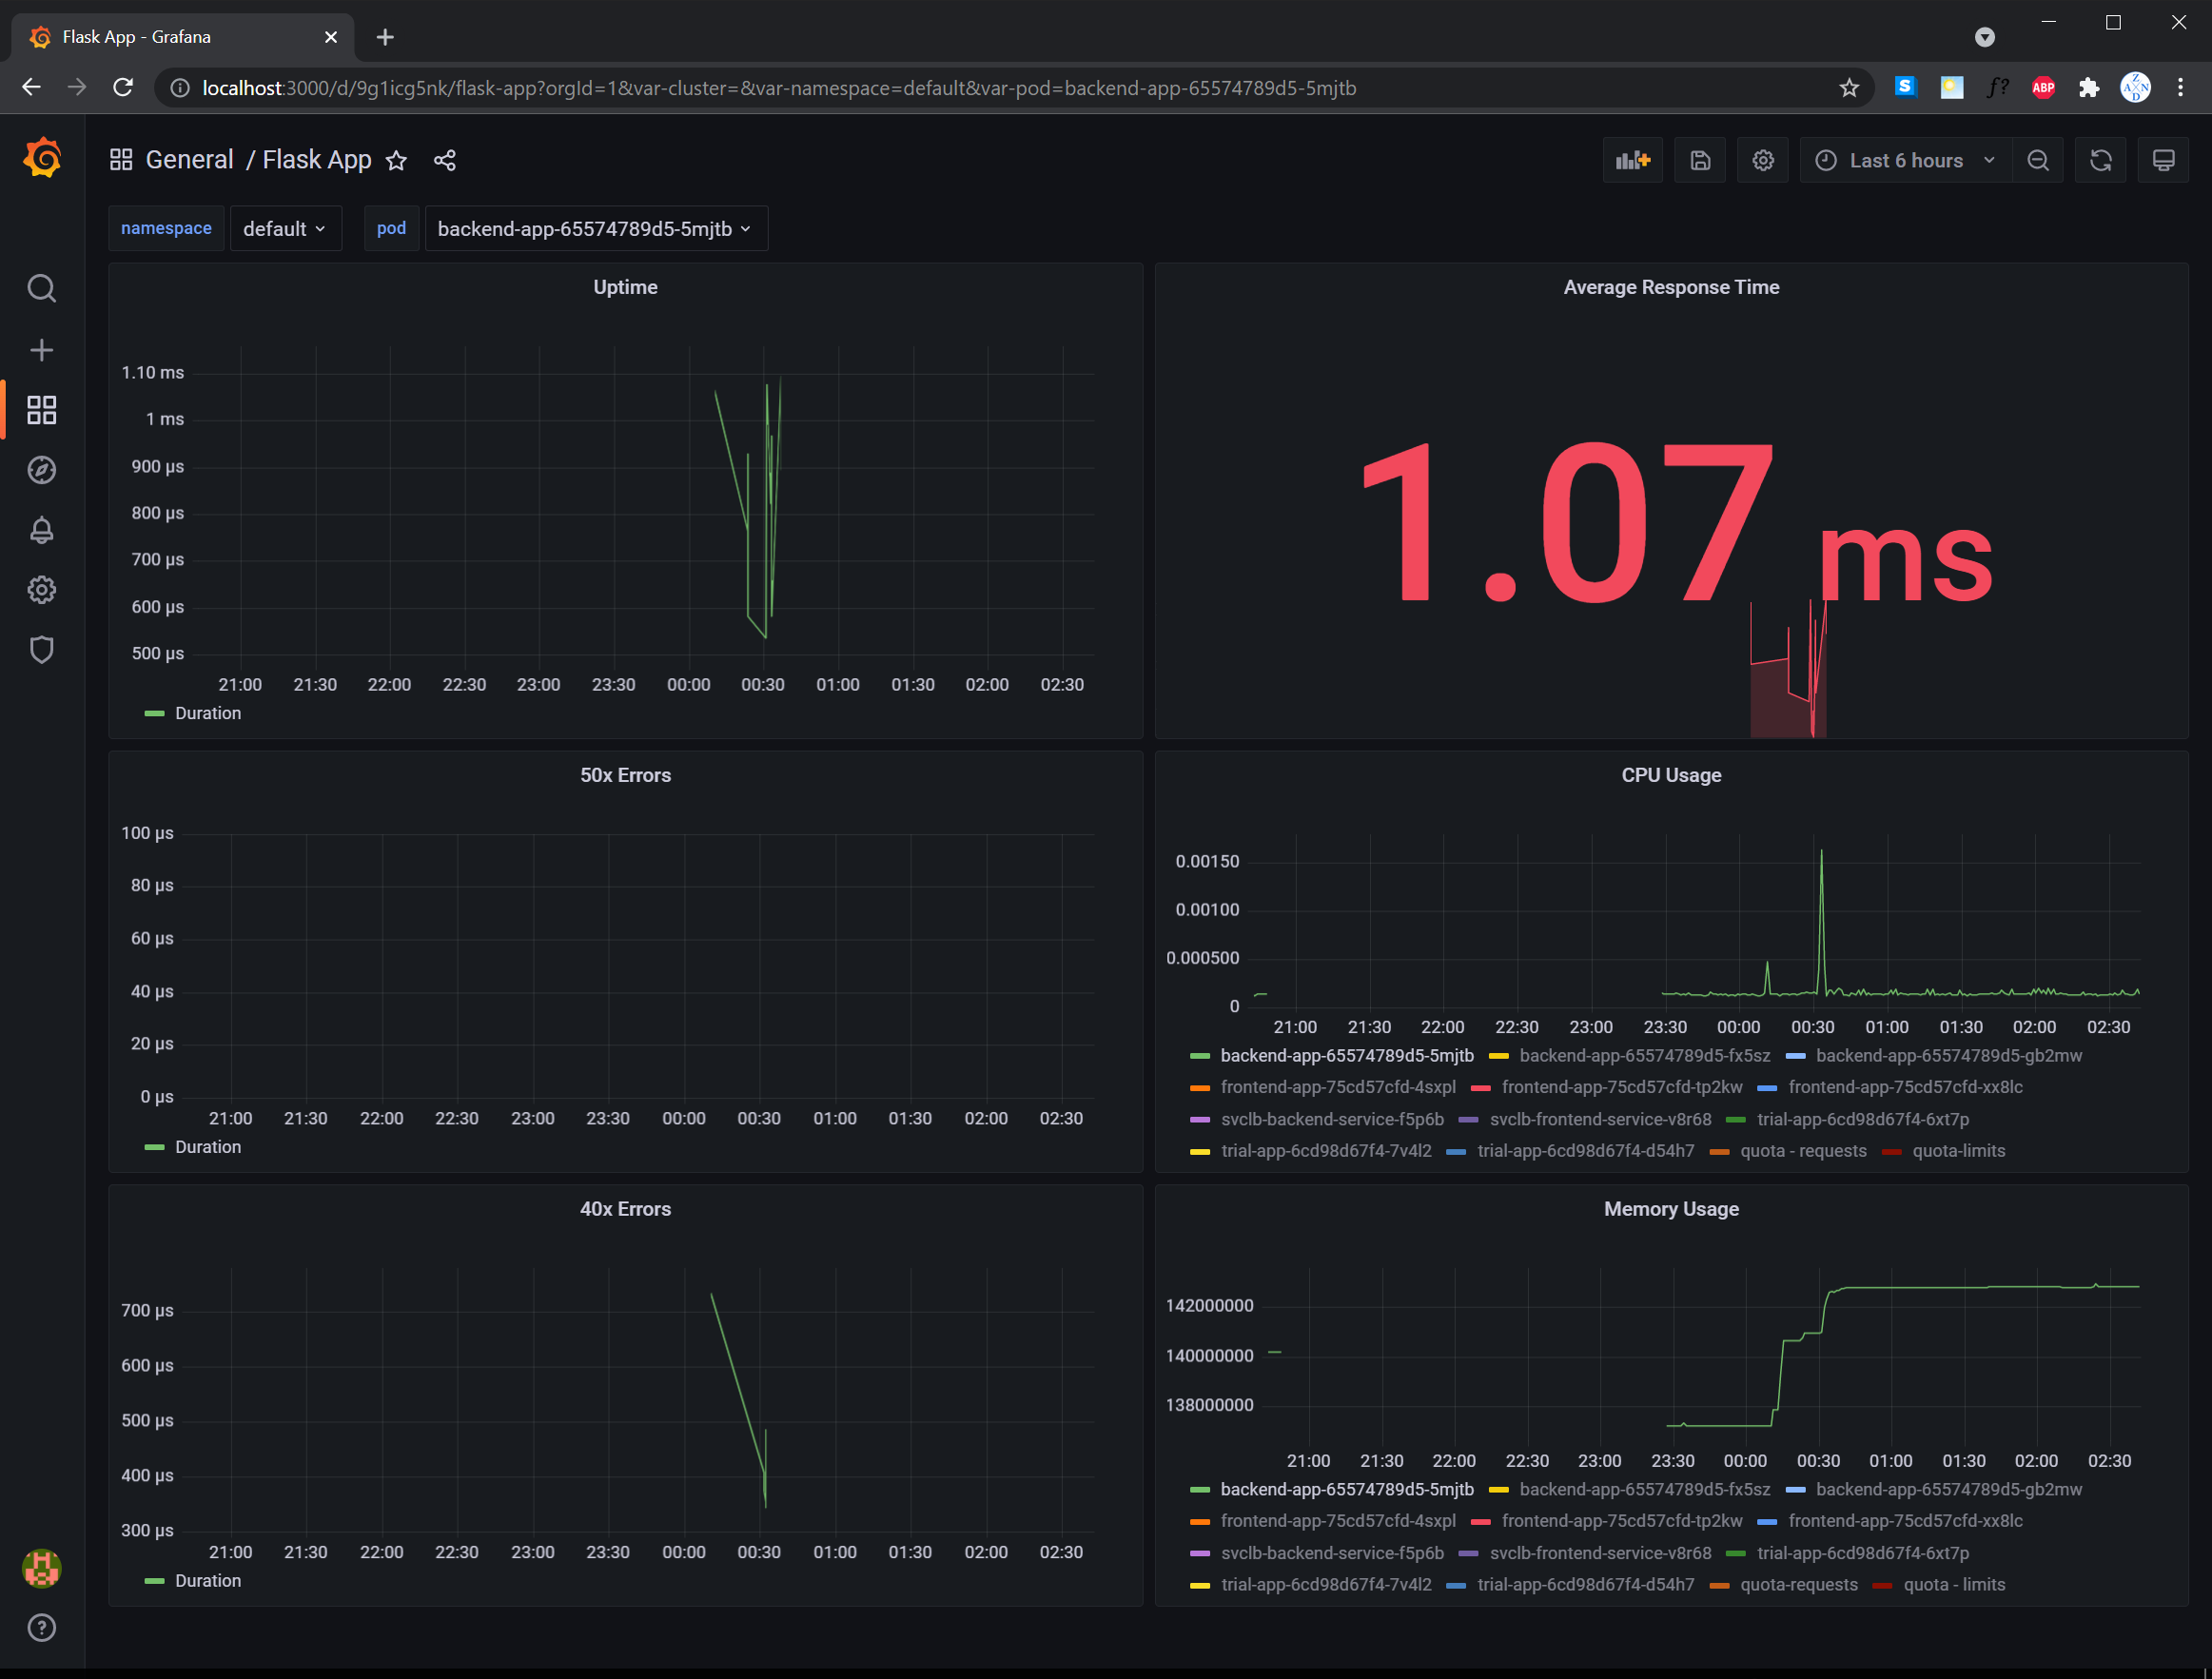 Flask App - Grafana
localhost:3000/d/9g1icg5nk/flask-app?orgId=1&var-cluster=&var-namespace=default&var-pod=backend-app-65574789d5-5mjtb
S f? ABP Z A X N D
General / Flask App
Last 6 hours
namespace default pod backend-app-65574789d5-5mjtb
Uptime
1.10 ms
1 ms
900 µs
800 µs
700 µs
600 µs
500 µs
21:00 21:30 22:00 22:30 23:00 23:30 00:00 00:30 01:00 01:30 02:00 02:30
Duration
Average Response Time
1.07 ms
50x Errors
100 µs
80 µs
60 µs
40 µs
20 µs
0 µs
21:00 21:30 22:00 22:30 23:00 23:30 00:00 00:30 01:00 01:30 02:00 02:30
Duration
CPU Usage
0.00150
0.00100
0.000500
0
21:00 21:30 22:00 22:30 23:00 23:30 00:00 00:30 01:00 01:30 02:00 02:30
backend-app-65574789d5-5mjtb backend-app-65574789d5-fx5sz backend-app-65574789d5-gb2mw
frontend-app-75cd57cfd-4sxpl frontend-app-75cd57cfd-tp2kw frontend-app-75cd57cfd-xx8lc
svclb-backend-service-f5p6b svclb-frontend-service-v8r68 trial-app-6cd98d67f4-6xt7p
trial-app-6cd98d67f4-7v4l2 trial-app-6cd98d67f4-d54h7 quota - requests quota-limits
40x Errors
700 µs
600 µs
500 µs
400 µs
300 µs
21:00 21:30 22:00 22:30 23:00 23:30 00:00 00:30 01:00 01:30 02:00 02:30
Duration
Memory Usage
142000000
140000000
138000000
21:00 21:30 22:00 22:30 23:00 23:30 00:00 00:30 01:00 01:30 02:00 02:30
backend-app-65574789d5-5mjtb backend-app-65574789d5-fx5sz backend-app-65574789d5-gb2mw
frontend-app-75cd57cfd-4sxpl frontend-app-75cd57cfd-tp2kw frontend-app-75cd57cfd-xx8lc
svclb-backend-service-f5p6b svclb-frontend-service-v8r68 trial-app-6cd98d67f4-6xt7p
trial-app-6cd98d67f4-7v4l2 trial-app-6cd98d67f4-d54h7 quota-requests quota - limits